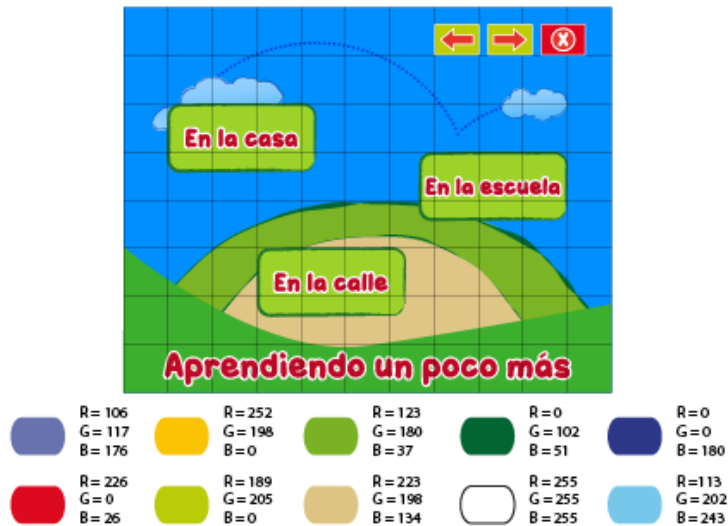 En la casa
En la escuela
En la calle
Aprendiendo un poco más
R= 106
G= 117
B= 176
R= 252
G= 198
B= 0
R= 123
G= 180
B= 37
R= 0
G= 102
B= 51
R= 0
G=0
B= 180
R= 226
G= 0
B= 26
R= 189
G= 205
B= 0
R= 223
G= 198
B= 134
R= 255
G= 255
B= 255
R=113
G= 202
B= 243